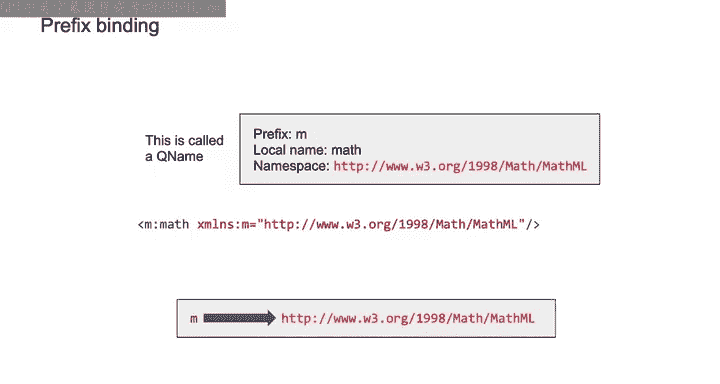 Prefix binding
This is called
a QName
Prefix: m
Local name: math
Namespace: http://www.w3.org/1998/Math/MathML
<m:math xmlns:m="http://www.w3.org/1998/Math/MathML"/>
m
http://www.w3.org/1998/Math/MathML